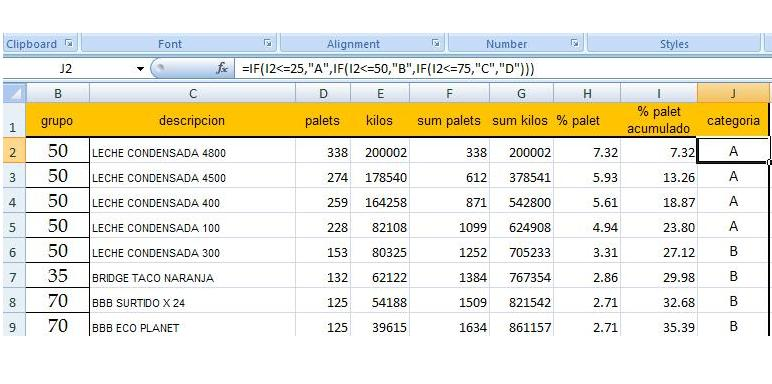 Clipboard Font Alignment Number Styles
J2 fx =IF(I2<=25,"A",IF(I2<=50,"B",IF(I2<=75,"C","D")))
B C D E F G H I J
1 grupo descripcion palets kilos sum palets sum kilos % palet % palet acumulado categoria
2 50 LECHE CONDENSADA 4800 338 200002 338 200002 7.32 7.32 A
3 50 LECHE CONDENSADA 4500 274 178540 612 378541 5.93 13.26 A
4 50 LECHE CONDENSADA 400 259 164258 871 542800 5.61 18.87 A
5 50 LECHE CONDENSADA 100 228 82108 1099 624908 4.94 23.80 A
6 50 LECHE CONDENSADA 300 153 80325 1252 705233 3.31 27.12 B
7 35 BRIDGE TACO NARANJA 132 62122 1384 767354 2.86 29.98 B
8 70 BBB SURTIDO X 24 125 54188 1509 821542 2.71 32.68 B
9 70 BBB ECO PLANET 125 39615 1634 861157 2.71 35.39 B